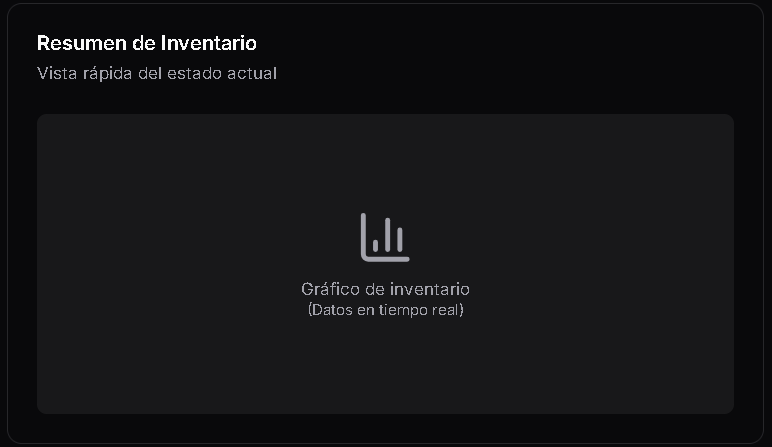 Resumen de Inventario
Vista rápida del estado actual
Gráfico de inventario
(Datos en tiempo real)